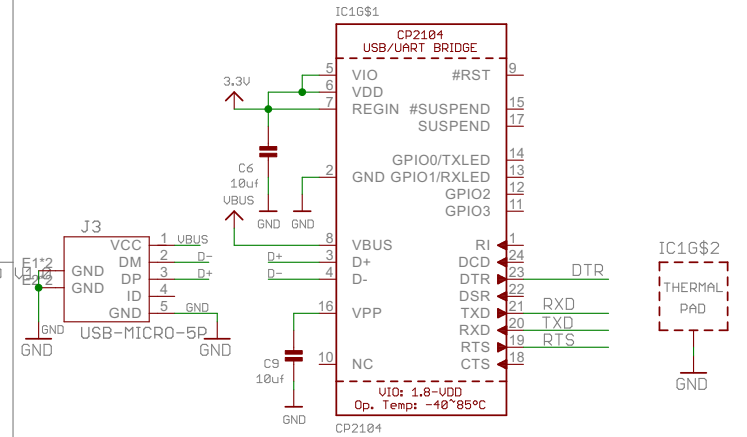 IC1G$1
CP2104
USB/UART BRIDGE
5 VIO #RST 9
3.3V
6 VDD
7 REGIN #SUSPEND 15
SUSPEND 17
GPIO0/TXLED 14
C6
10uf
2 GND GPIO1/RXLED 13
GPIO2 12
VBUS
GPIO3 11
GND GND
J3
VCC 1 VBUS
8 VBUS RI 1
DM 2 D-
D+ 3 D+ DCD 24
GND DP 3 D+
D- 4 D- DTR 23 DTR
GND ID 4
DSR 22
GND 5 GND
16 VPP TXD 21 RXD
RXD 20 TXD
RTS 19 RTS
GND
USB-MICRO-5P
GND
GND
C9
10uf
10 NC CTS 18
VIO: 1.8-VDD
Op. Temp: -40~85°C
GND
CP2104
IC1G$2
THERMAL
PAD
GND